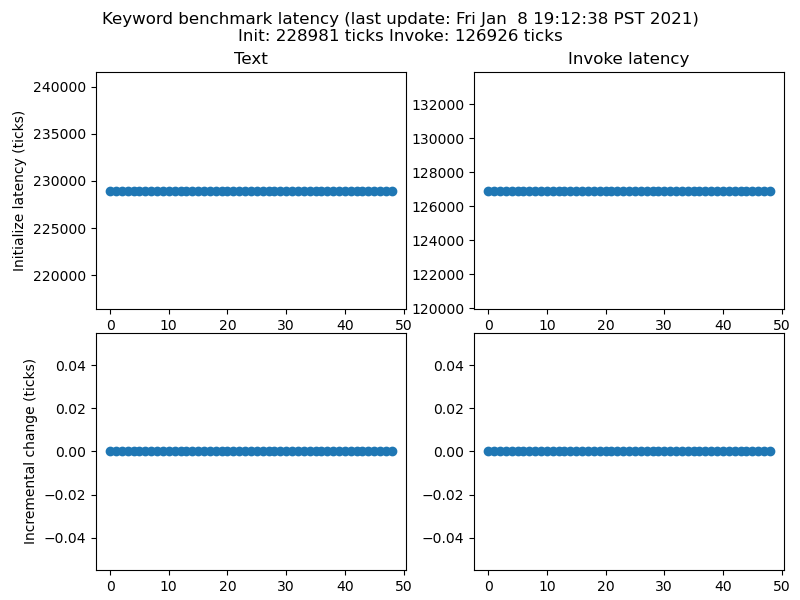 Keyword benchmark latency (last update: Fri Jan  8 19:12:38 PST 2021)
Init: 228981 ticks Invoke: 126926 ticks
Text
Initialize latency (ticks)
240000
235000
230000
225000
220000
0 10 20 30 40 50
Invoke latency
132000
130000
128000
126000
124000
122000
120000
0 10 20 30 40 50
Incremental change (ticks)
0.04
0.02
0.00
−0.02
−0.04
0 10 20 30 40 50
0.04
0.02
0.00
−0.02
−0.04
0 10 20 30 40 50